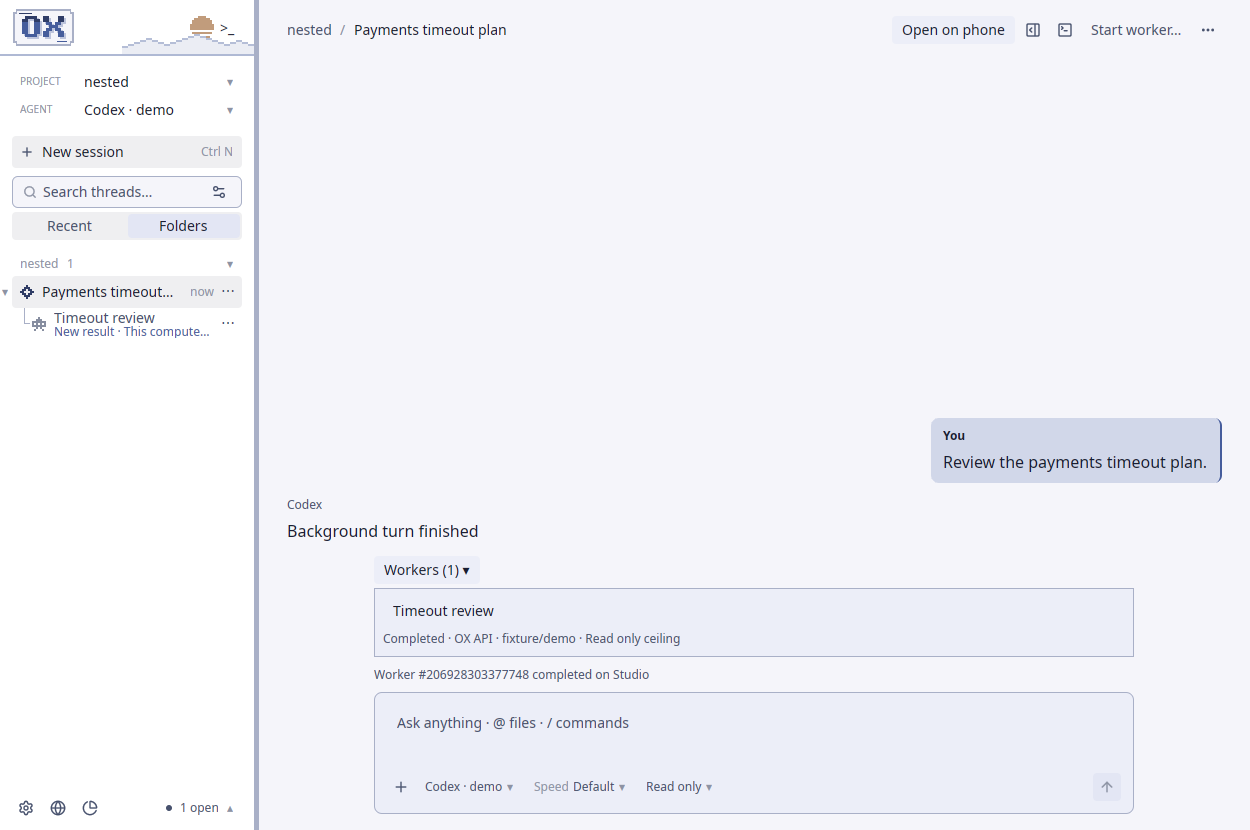 OX
>_
PROJECT nested
AGENT Codex · demo
+ New session Ctrl N
Search threads...
Recent Folders
nested 1
Payments timeout... now
Timeout review
New result · This compute...
1 open
nested / Payments timeout plan
Open on phone Start worker...
You
Review the payments timeout plan.
Codex
Background turn finished
Workers (1)
Timeout review
Completed · OX API · fixture/demo · Read only ceiling
Worker #206928303377748 completed on Studio
Ask anything · @ files · / commands
Codex · demo Speed Default Read only